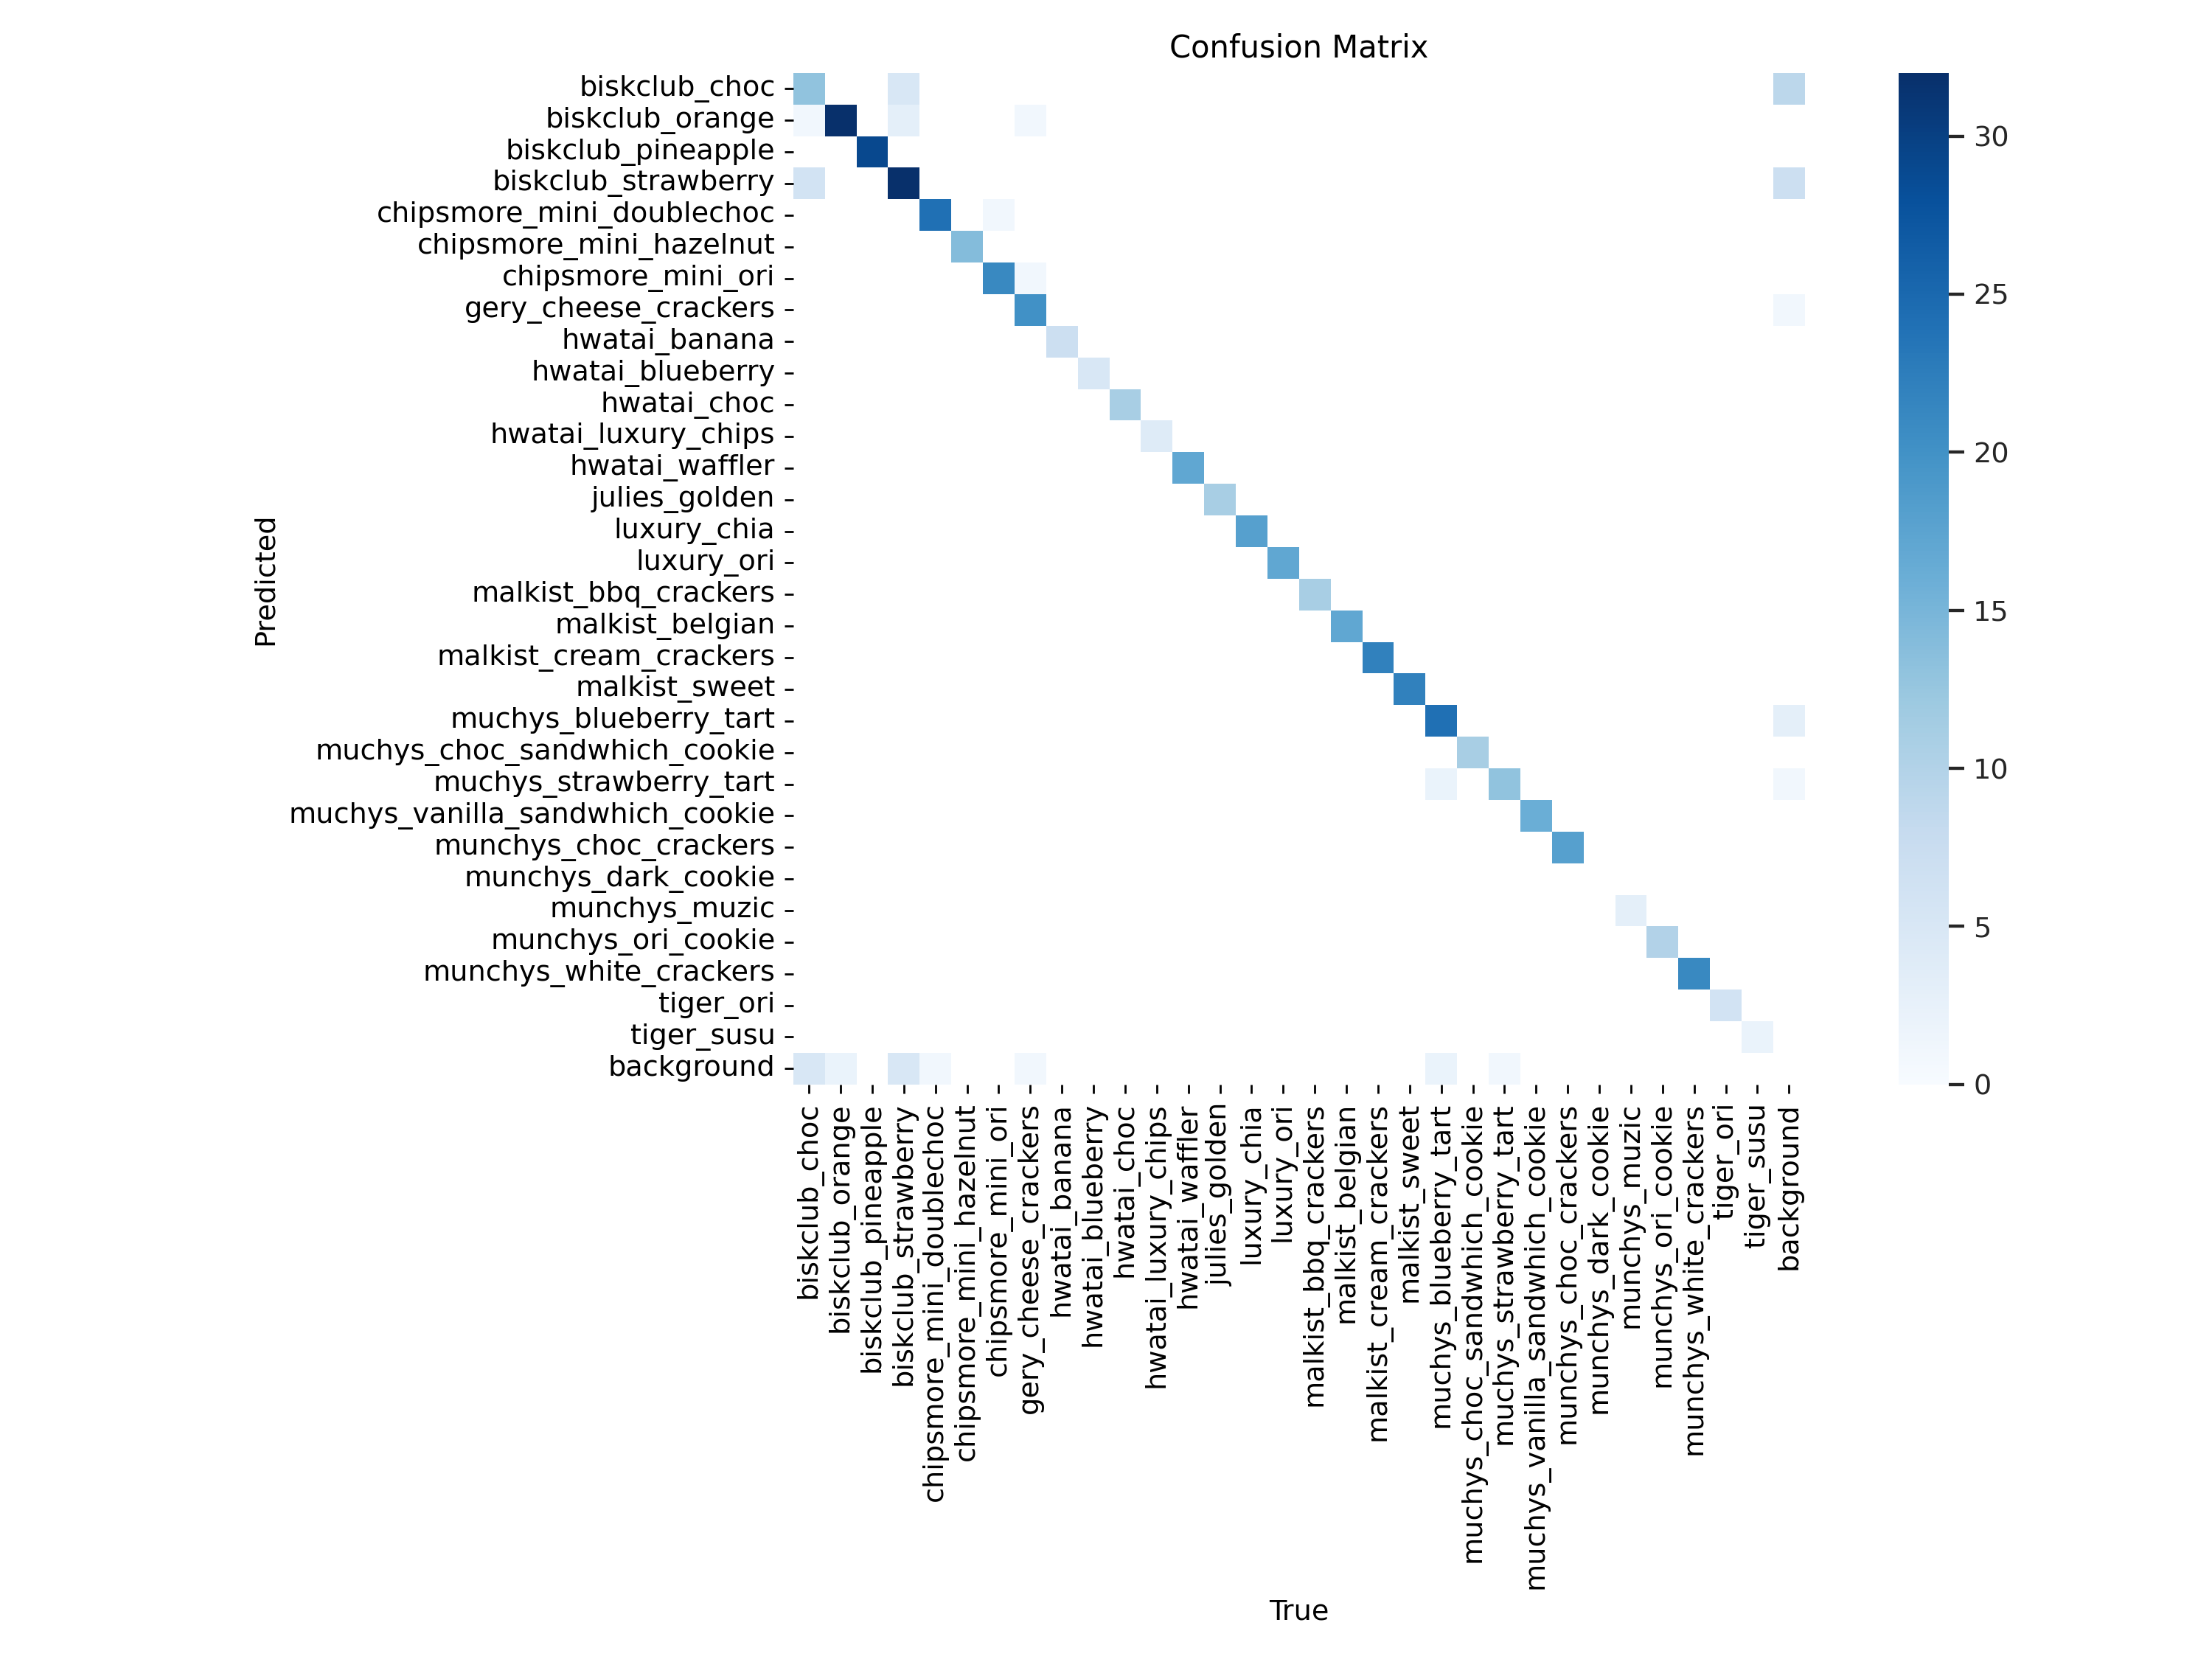 Confusion Matrix
biskclub_choc
biskclub_orange
biskclub_pineapple
biskclub_strawberry
chipsmore_mini_doublechoc
chipsmore_mini_hazelnut
chipsmore_mini_ori
gery_cheese_crackers
hwatai_banana
hwatai_blueberry
hwatai_choc
hwatai_luxury_chips
hwatai_waffler
julies_golden
luxury_chia
luxury_ori
malkist_bbq_crackers
malkist_belgian
malkist_cream_crackers
malkist_sweet
muchys_blueberry_tart
muchys_choc_sandwhich_cookie
muchys_strawberry_tart
muchys_vanilla_sandwhich_cookie
munchys_choc_crackers
munchys_dark_cookie
munchys_muzic
munchys_ori_cookie
munchys_white_crackers
tiger_ori
tiger_susu
background
Predicted
biskclub_choc
biskclub_orange
biskclub_pineapple
biskclub_strawberry
chipsmore_mini_doublechoc
chipsmore_mini_hazelnut
chipsmore_mini_ori
gery_cheese_crackers
hwatai_banana
hwatai_blueberry
hwatai_choc
hwatai_luxury_chips
hwatai_waffler
julies_golden
luxury_chia
luxury_ori
malkist_bbq_crackers
malkist_belgian
malkist_cream_crackers
malkist_sweet
muchys_blueberry_tart
muchys_choc_sandwhich_cookie
muchys_strawberry_tart
muchys_vanilla_sandwhich_cookie
munchys_choc_crackers
munchys_dark_cookie
munchys_muzic
munchys_ori_cookie
munchys_white_crackers
tiger_ori
tiger_susu
background
True
30
25
20
15
10
5
0